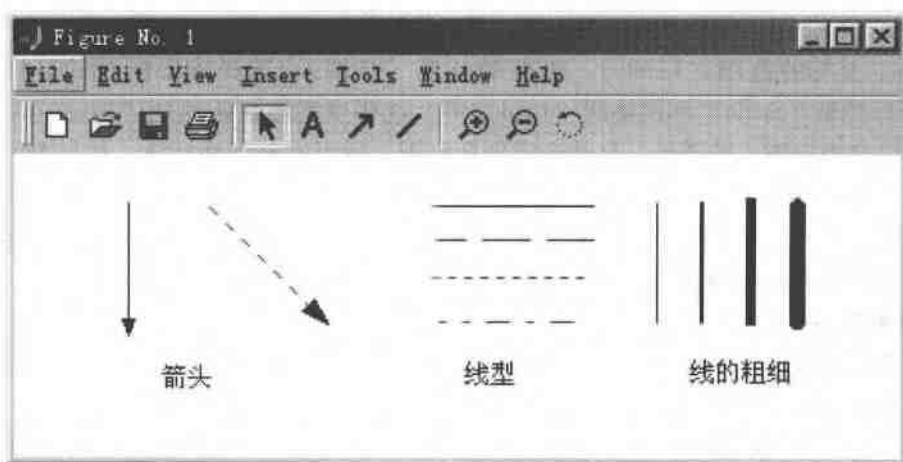 Figure No. 1
File Edit View Insert Tools Window Help
A
箭头 线型 线的粗细